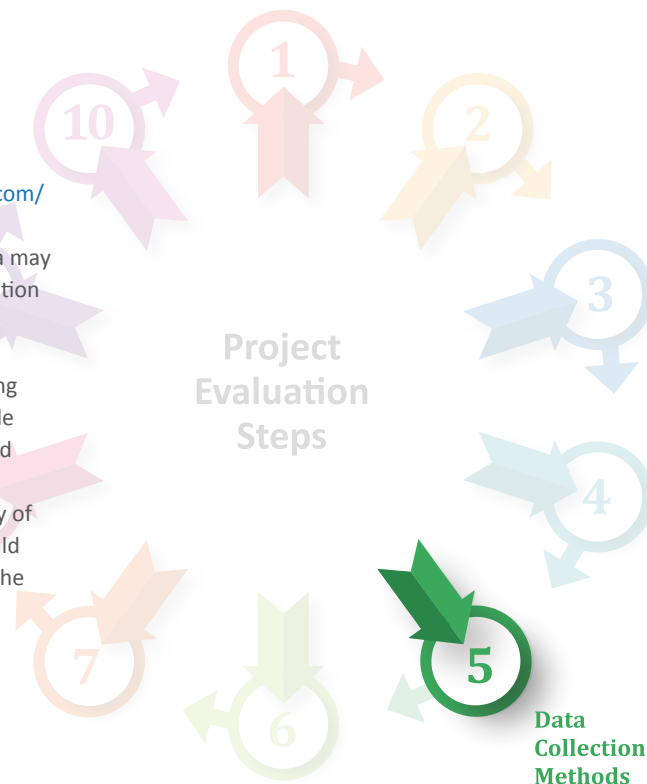 com/
may
tion
ng
d
y of
ld
he
1
2
3
4
5
6
7
10
Project
Evaluation
Steps
Data
Collection
Methods